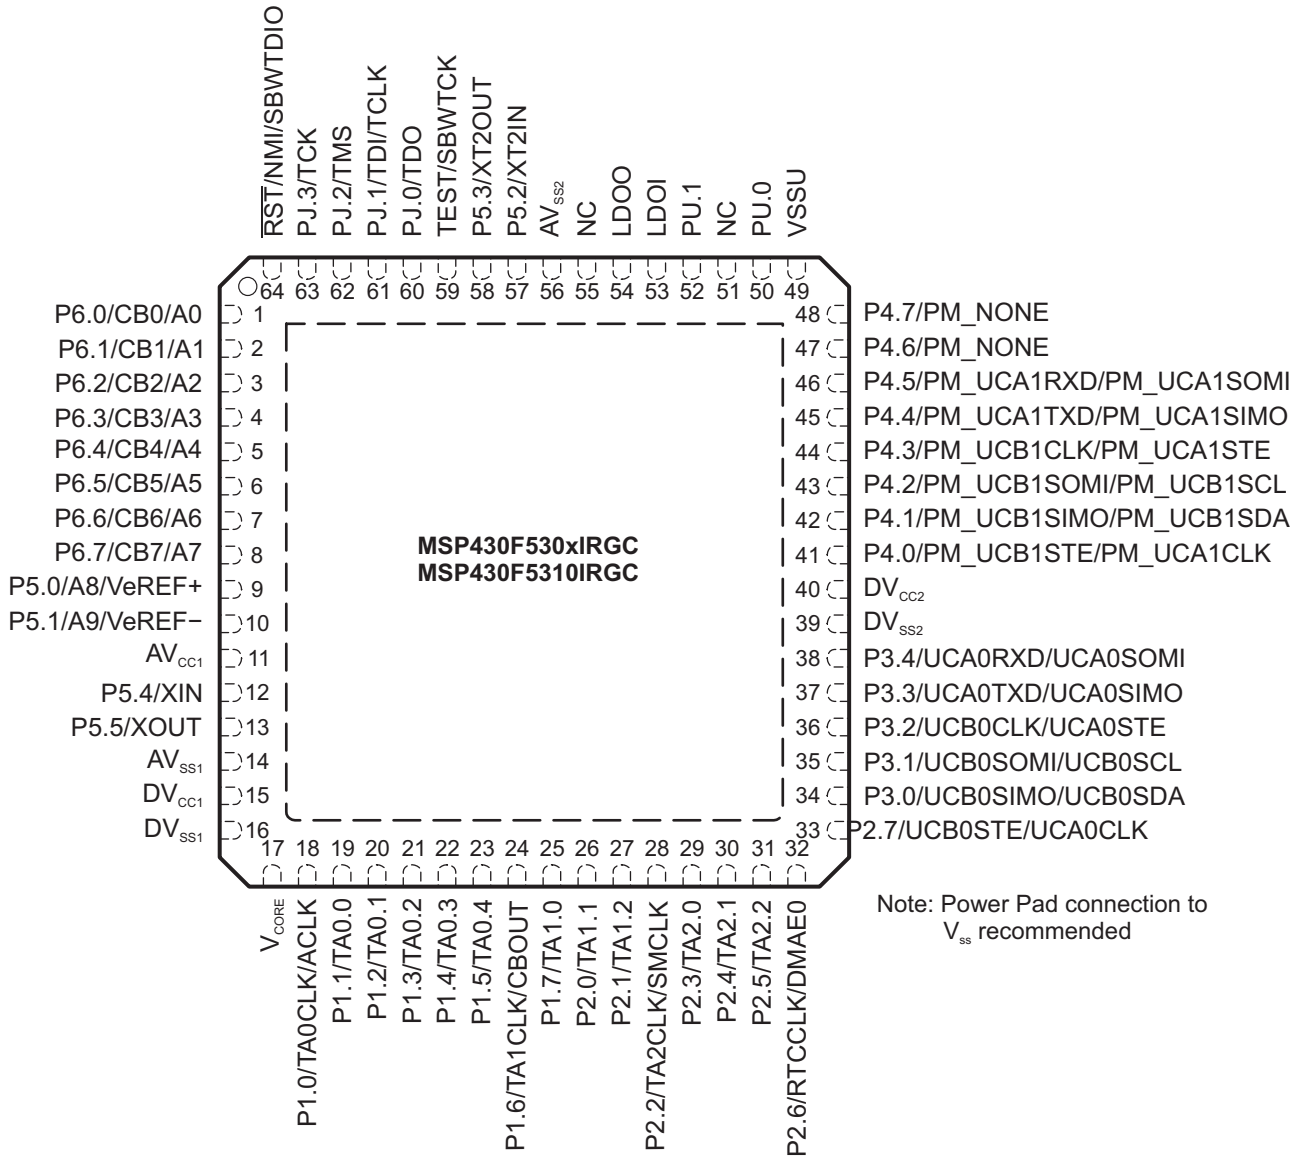 RST/NMI/SBWTDIO
PJ.3/TCK
PJ.2/TMS
PJ.1/TDI/TCLK
PJ.0/TDO
TEST/SBWTCK
P5.3/XT2OUT
P5.2/XT2IN
AVSS2
NC
LDOO
LDOI
PU.1
NC
PU.0
VSSU
64 63 62 61 60 59 58 57 56 55 54 53 52 51 50 49
P6.0/CB0/A0 1
P6.1/CB1/A1 2
P6.2/CB2/A2 3
P6.3/CB3/A3 4
P6.4/CB4/A4 5
P6.5/CB5/A5 6
P6.6/CB6/A6 7
P6.7/CB7/A7 8
P5.0/A8/VeREF+ 9
P5.1/A9/VeREF− 10
AVCC1 11
P5.4/XIN 12
P5.5/XOUT 13
AVSS1 14
DVCC1 15
DVSS1 16
MSP430F530xIRGC
MSP430F5310IRGC
48 P4.7/PM_NONE
47 P4.6/PM_NONE
46 P4.5/PM_UCA1RXD/PM_UCA1SOMI
45 P4.4/PM_UCA1TXD/PM_UCA1SIMO
44 P4.3/PM_UCB1CLK/PM_UCA1STE
43 P4.2/PM_UCB1SOMI/PM_UCB1SCL
42 P4.1/PM_UCB1SIMO/PM_UCB1SDA
41 P4.0/PM_UCB1STE/PM_UCA1CLK
40 DVCC2
39 DVSS2
38 P3.4/UCA0RXD/UCA0SOMI
37 P3.3/UCA0TXD/UCA0SIMO
36 P3.2/UCB0CLK/UCA0STE
35 P3.1/UCB0SOMI/UCB0SCL
34 P3.0/UCB0SIMO/UCB0SDA
33 P2.7/UCB0STE/UCA0CLK
17 18 19 20 21 22 23 24 25 26 27 28 29 30 31 32
VCORE
P1.0/TA0CLK/ACLK
P1.1/TA0.0
P1.2/TA0.1
P1.3/TA0.2
P1.4/TA0.3
P1.5/TA0.4
P1.6/TA1CLK/CBOUT
P1.7/TA1.0
P2.0/TA1.1
P2.1/TA1.2
P2.2/TA2CLK/SMCLK
P2.3/TA2.0
P2.4/TA2.1
P2.5/TA2.2
P2.6/RTCCLK/DMAE0
Note: Power Pad connection to
Vss recommended